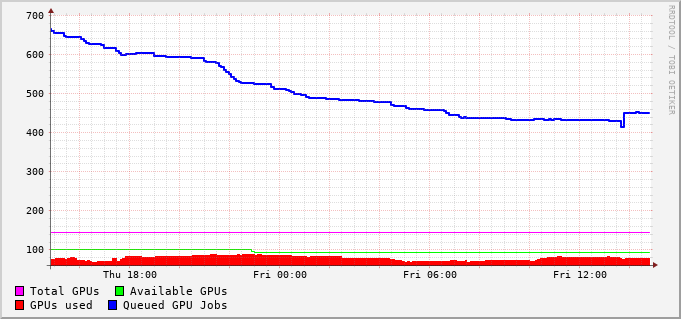 700
600
500
400
300
200
100
Thu 18:00 Fri 00:00 Fri 06:00 Fri 12:00
Total GPUs Available GPUs
GPUs used Queued GPU Jobs
RRDTOOL / TOBI OETIKER